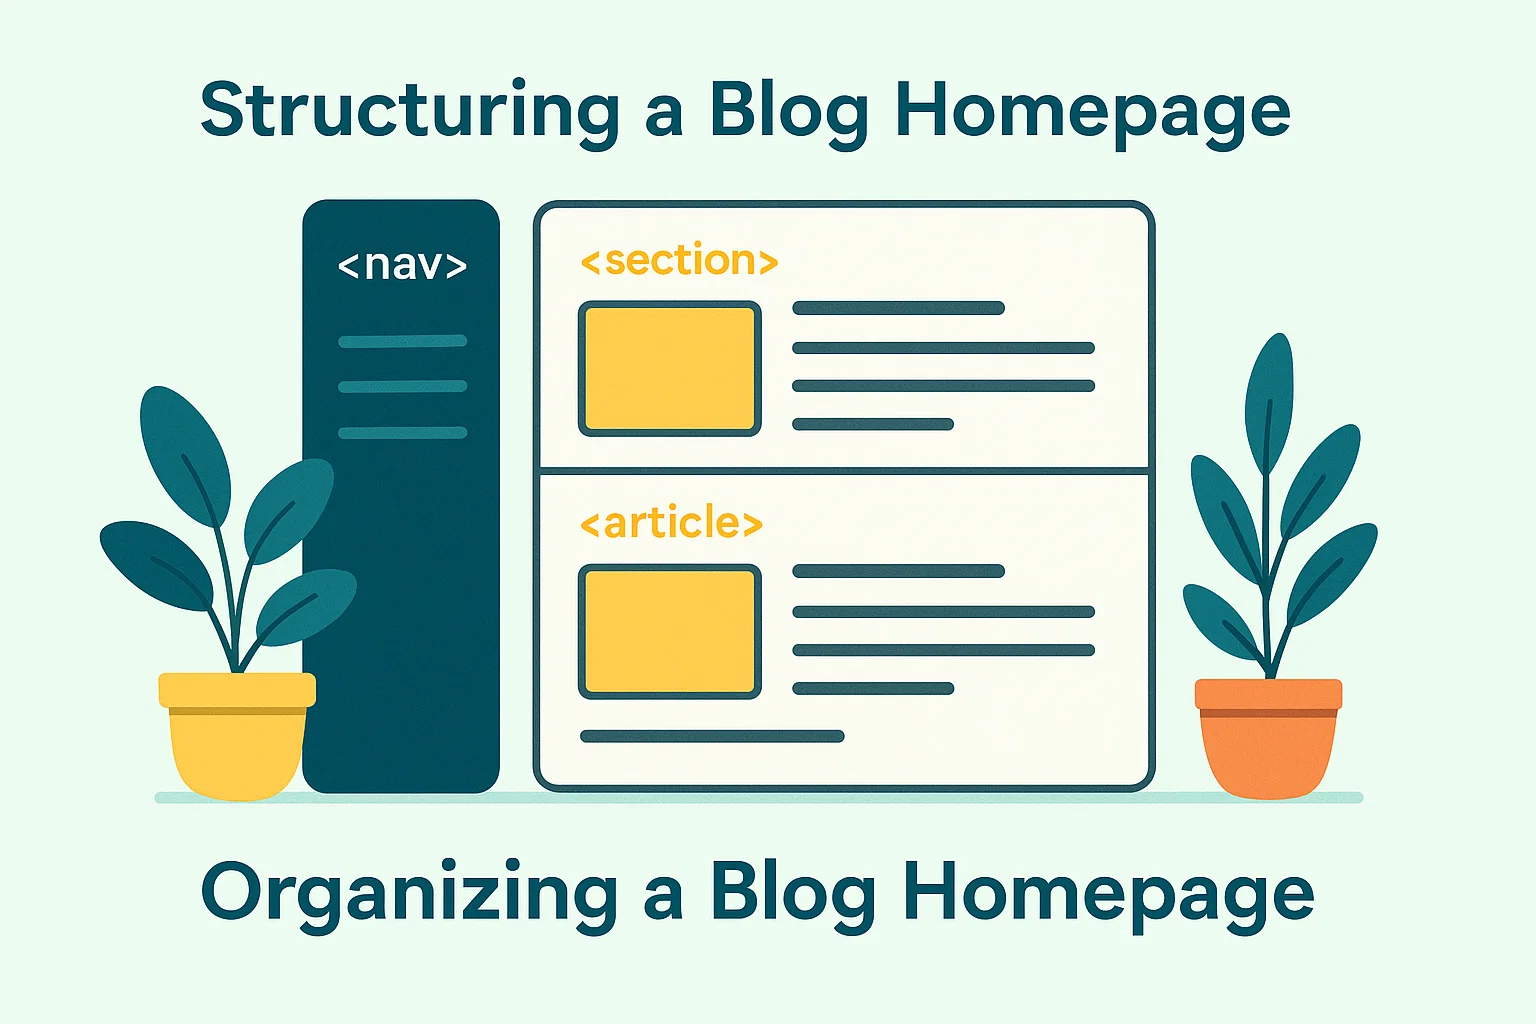 Structuring a Blog Homepage
<nav>
<section>
<article>
Organizing a Blog Homepage